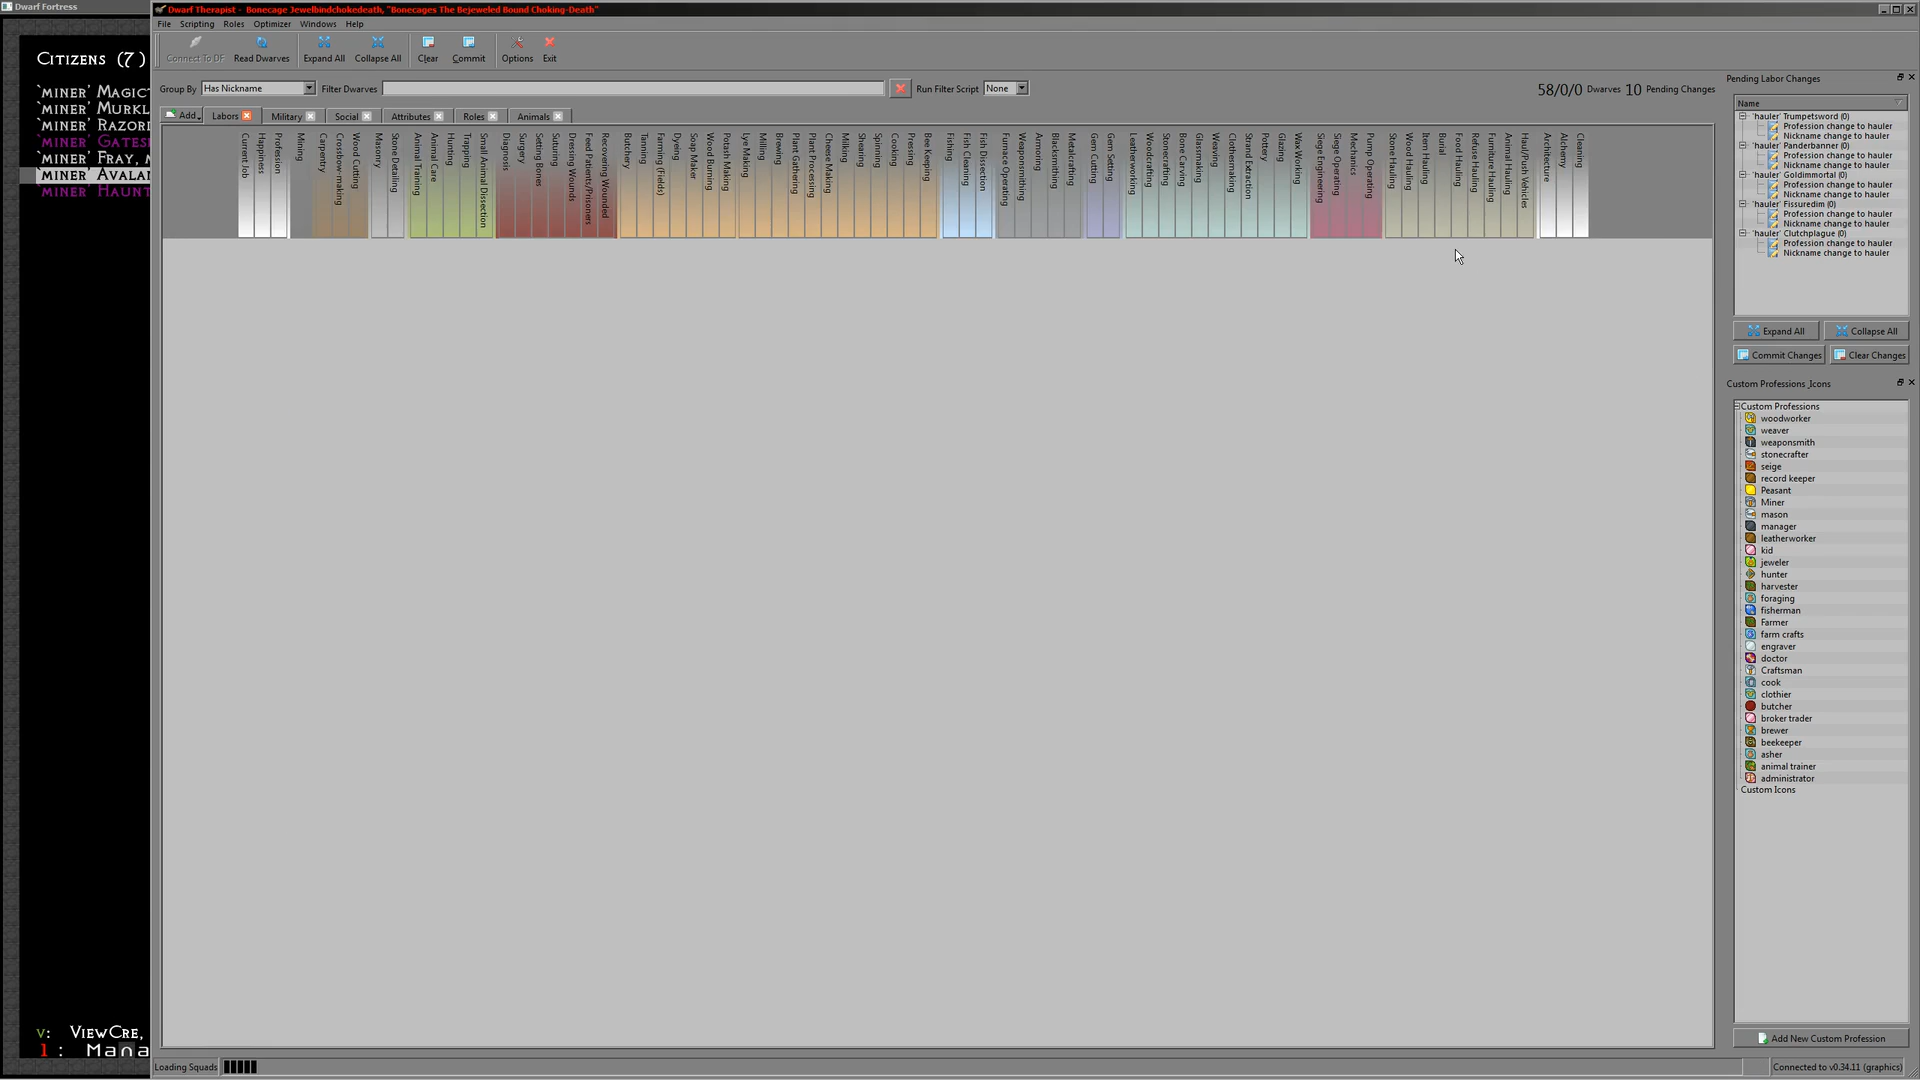 Dwarf Fortress
Dwarf Therapist - Bonecage Jewelbindchokedeath, "Bonecages The Bejeweled Bound Choking-Death"
File Scripting Roles Optimizer Windows Help
Connect To DF Read Dwarves Expand All Collapse All Clear Commit Options Exit
Group By Has Nickname Filter Dwarves Run Filter Script None 58/0/0 Dwarves 10 Pending Changes
Add Labors Military Social Attributes Roles Animals
Current Job
Happiness
Profession
Mining
Carpentry
Crossbow-making
Wood Cutting
Masonry
Stone Detailing
Animal Training
Animal Care
Hunting
Trapping
Small Animal Dissection
Diagnosis
Surgery
Setting Bones
Suturing
Dressing Wounds
Feed Patients/Prisoners
Recovering Wounded
Butchery
Tanning
Farming (Fields)
Dyeing
Soap Maker
Wood Burning
Potash Making
Lye Making
Milling
Brewing
Plant Gathering
Plant Processing
Cheese Making
Milking
Shearing
Spinning
Cooking
Pressing
Bee Keeping
Fishing
Fish Cleaning
Fish Dissection
Furnace Operating
Weaponsmithing
Armoring
Blacksmithing
Metalcrafting
Gem Cutting
Gem Setting
Leatherworking
Woodcrafting
Stonecrafting
Bone Carving
Glassmaking
Weaving
Clothesmaking
Strand Extraction
Pottery
Glazing
Wax Working
Siege Engineering
Siege Operating
Mechanics
Pump Operating
Stone Hauling
Wood Hauling
Item Hauling
Burial
Food Hauling
Refuse Hauling
Furniture Hauling
Animal Hauling
Haul/Push Vehicles
Architecture
Alchemy
Cleaning
Citizens (7)
`miner' Magic
`miner' Murkl
`miner' Razor
`miner' Gates
`miner' Fray,
`miner' Avala
`miner' Haunt
v: ViewCre,
l: Mana
Pending Labor Changes
Name
'hauler' Trumpetsword (0)
Profession change to hauler
Nickname change to hauler
'hauler' Panderbanner (0)
Profession change to hauler
Nickname change to hauler
'hauler' Goldimmortal (0)
Profession change to hauler
Nickname change to hauler
'hauler' Fissuredim (0)
Profession change to hauler
Nickname change to hauler
'hauler' Clutchplague (0)
Profession change to hauler
Nickname change to hauler
Expand All Collapse All
Commit Changes Clear Changes
Custom Professions_Icons
Custom Professions
woodworker
weaver
weaponsmith
stonecrafter
seige
record keeper
Peasant
Miner
mason
manager
leatherworker
kid
jeweler
hunter
harvester
foraging
fisherman
Farmer
farm crafts
engraver
doctor
Craftsman
cook
clothier
butcher
broker trader
brewer
beekeeper
asher
animal trainer
administrator
Custom Icons
Add New Custom Profession
Loading Squads
Connected to v0.34.11 (graphics)